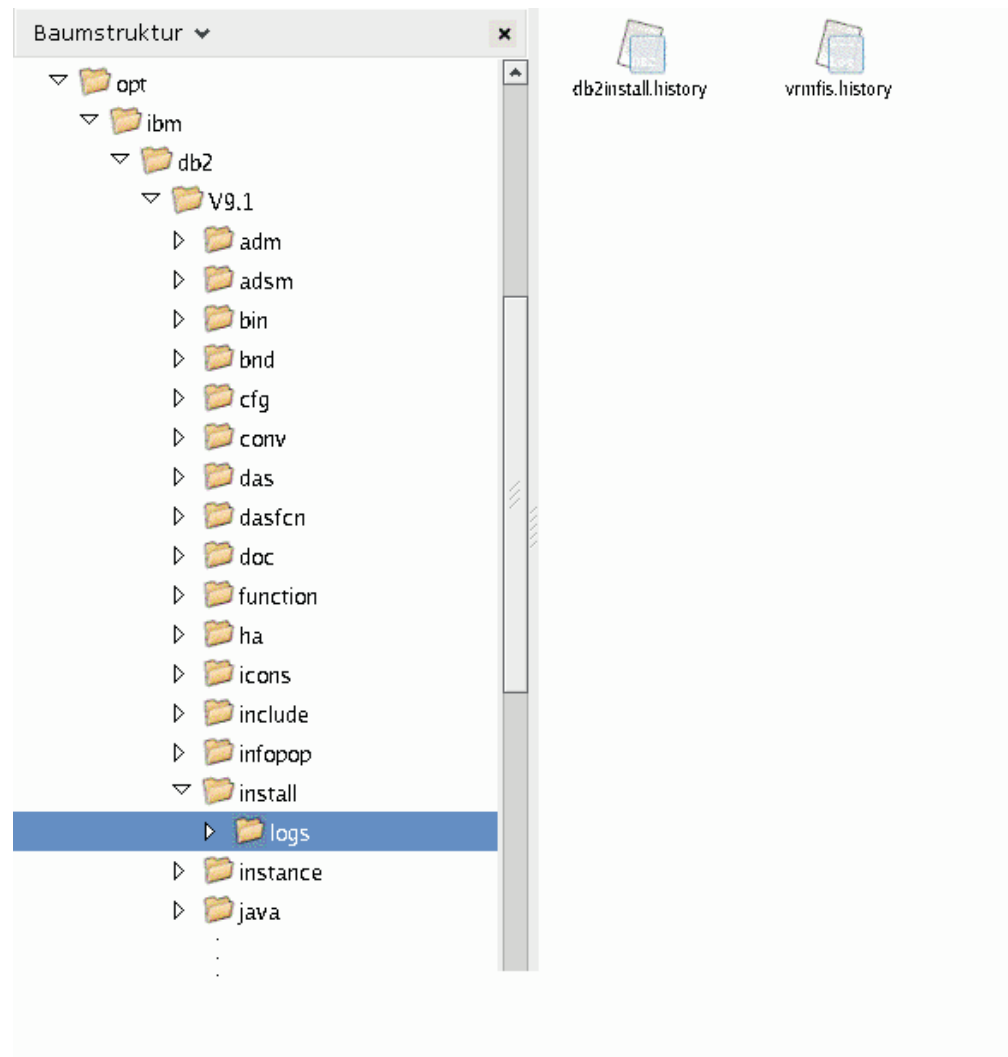 Baumstruktur
opt
ibm
db2
V9.1
adm
adsm
bin
bnd
cfg
conv
das
dasfcn
doc
function
ha
icons
include
infopop
install
logs
instance
java
db2install.history
vrmfis.history